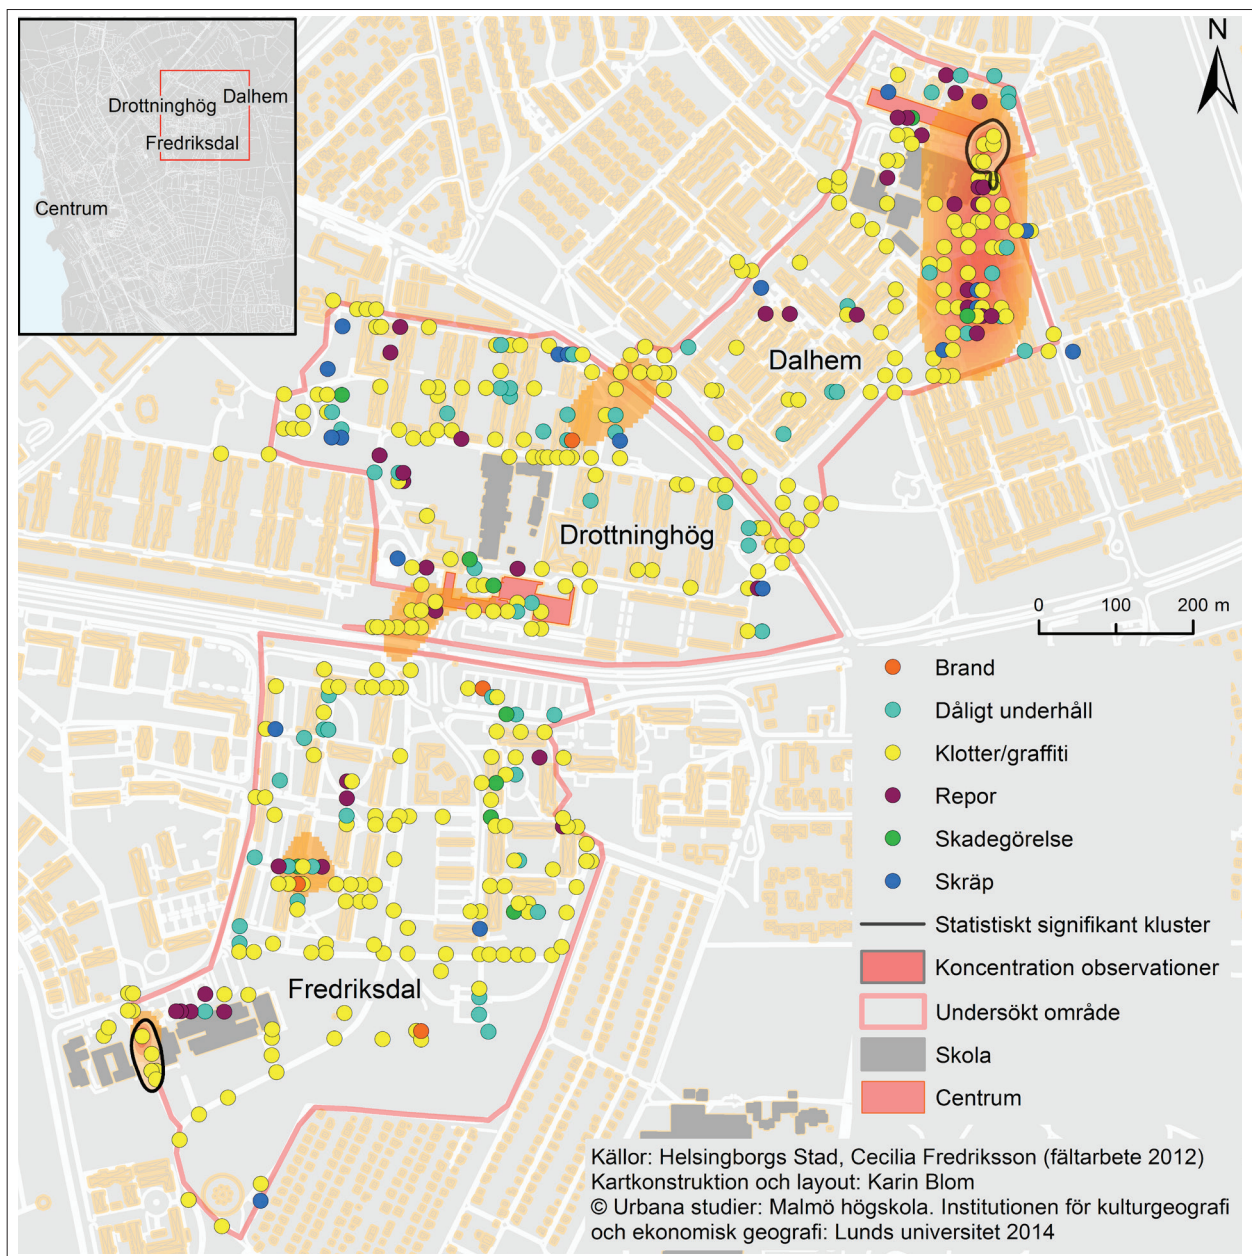 Drottninghög
Dalhem
Fredriksdal
Centrum
N
Dalhem
Drottninghög
Fredriksdal
0 100 200 m
Brand
Dåligt underhåll
Klotter/graffiti
Repor
Skadegörelse
Skräp
Statistiskt signifikant kluster
Koncentration observationer
Undersökt område
Skola
Centrum
Källor: Helsingborgs Stad, Cecilia Fredriksson (fältarbete 2012)
Kartkonstruktion och layout: Karin Blom
© Urbana studier: Malmö högskola. Institutionen för kulturgeografi
och ekonomisk geografi: Lunds universitet 2014